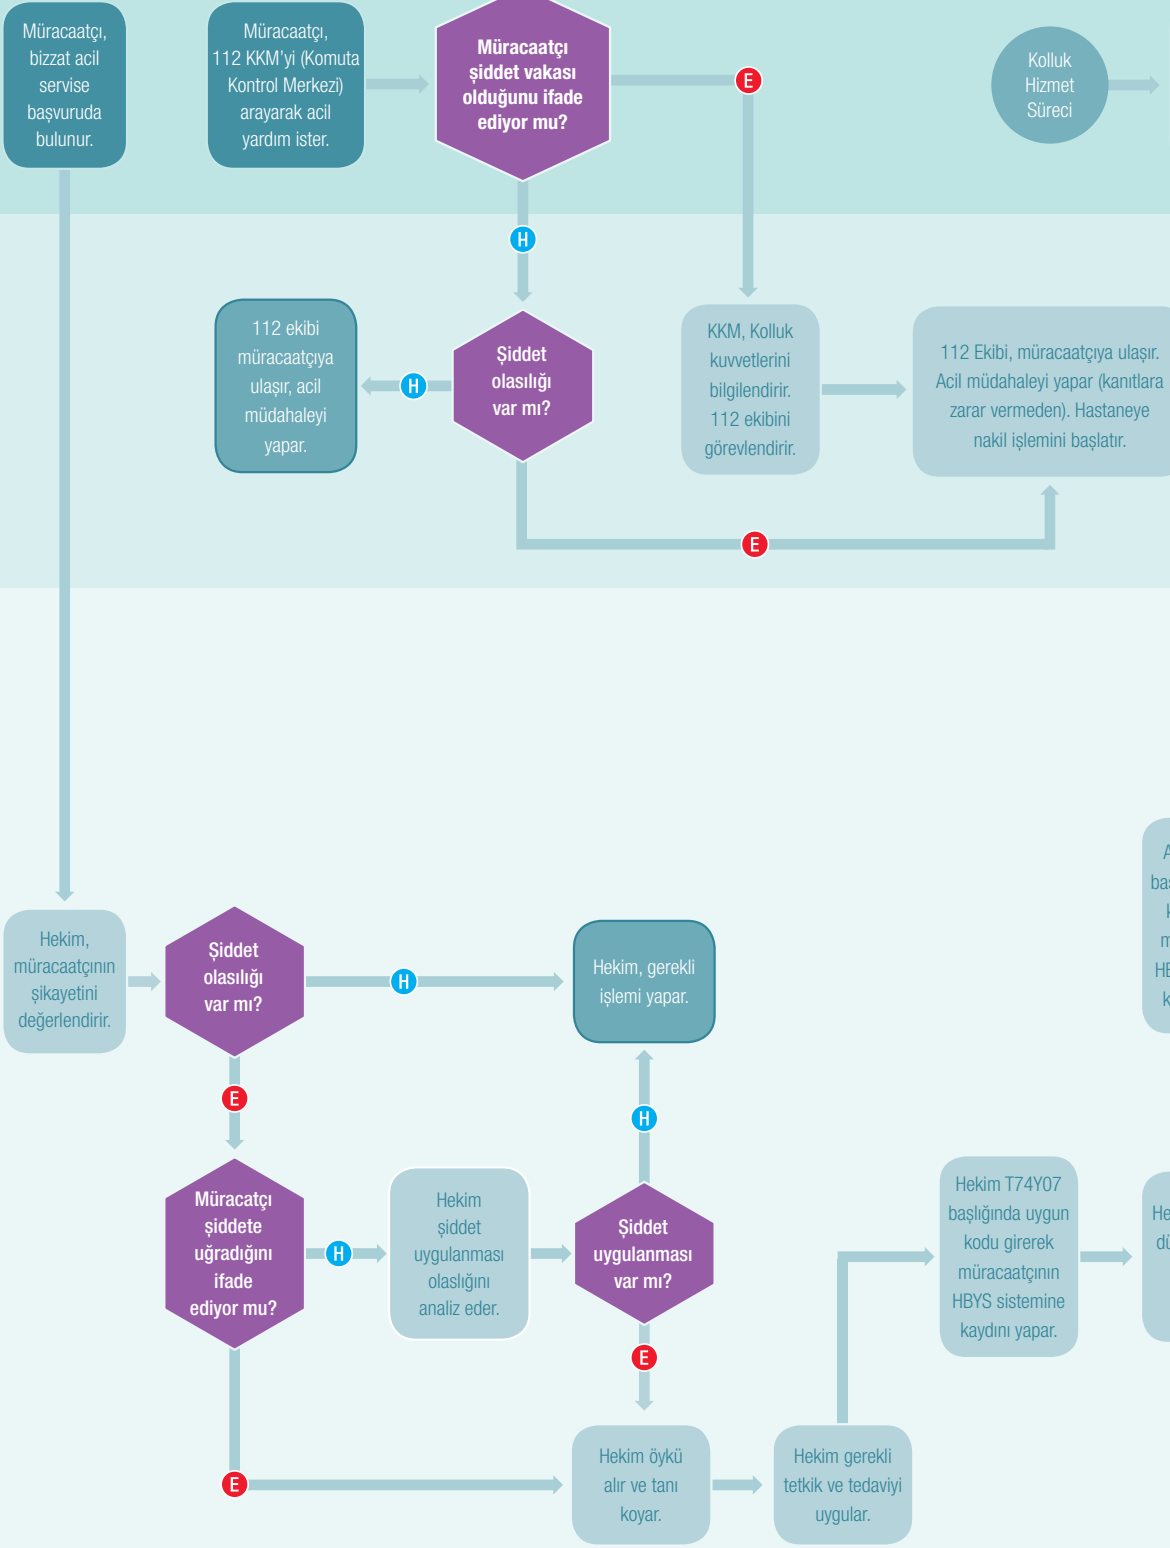 Müracaatçı,
bizzat acil
servise
başvuruda
bulunur.
Müracaatçı,
112 KKM’yi (Komuta
Kontrol Merkezi)
arayarak acil
yardım ister.
Müracaatçı
şiddet vakası
olduğunu ifade
ediyor mu?
E
Kolluk
Hizmet
Süreci
H
112 ekibi
müracaatçıya
ulaşır, acil
müdahaleyi
yapar.
H
Şiddet
olasılığı
var mı?
KKM, Kolluk
kuvvetlerini
bilgilendirir.
112 ekibini
görevlendirir.
112 Ekibi, müracaatçıya ulaşır.
Acil müdahaleyi yapar (kanıtlara
zarar vermeden). Hastaneye
nakil işlemini başlatır.
E
Hekim,
müracaatçının
şikayetini
değerlendirir.
Şiddet
olasılığı
var mı?
H
Hekim, gerekli
işlemi yapar.
E
H
Müracatçı
şiddete
uğradığını
ifade
ediyor mu?
H
Hekim
şiddet
uygulanması
olaslığını
analiz eder.
Şiddet
uygulanması
var mı?
Hekim T74Y07
başlığında uygun
kodu girerek
müracaatçının
HBYS sistemine
kaydını yapar.
E
E
Hekim öykü
alır ve tanı
koyar.
Hekim gerekli
tetkik ve tedaviyi
uygular.